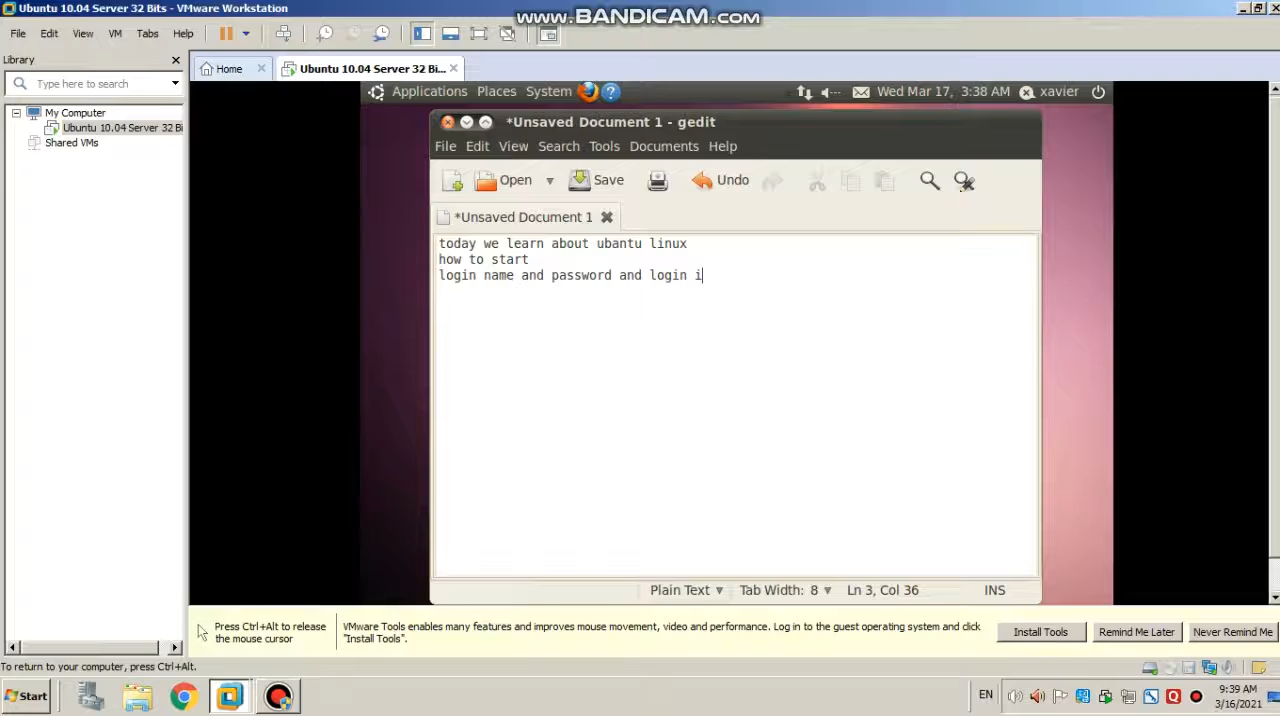 Ubuntu 10.04 Server 32 Bits - VMware Workstation
www.BANDICAM.com
File Edit View VM Tabs Help
Library
Type here to search
My Computer
Ubuntu 10.04 Server 32 Bi
Shared VMs
Home
Ubuntu 10.04 Server 32 Bi...
Applications Places System
Wed Mar 17, 3:38 AM
xavier
*Unsaved Document 1 - gedit
File Edit View Search Tools Documents Help
Open Save Undo
*Unsaved Document 1
today we learn about ubantu linux
how to start
login name and password and login i
Plain Text Tab Width: 8 Ln 3, Col 36 INS
Press Ctrl+Alt to release
the mouse cursor
VMware Tools enables many features and improves mouse movement, video and performance. Log in to the guest operating system and click
"Install Tools".
Install Tools
Remind Me Later
Never Remind Me
To return to your computer, press Ctrl+Alt.
Start
EN
9:39 AM
3/16/2021